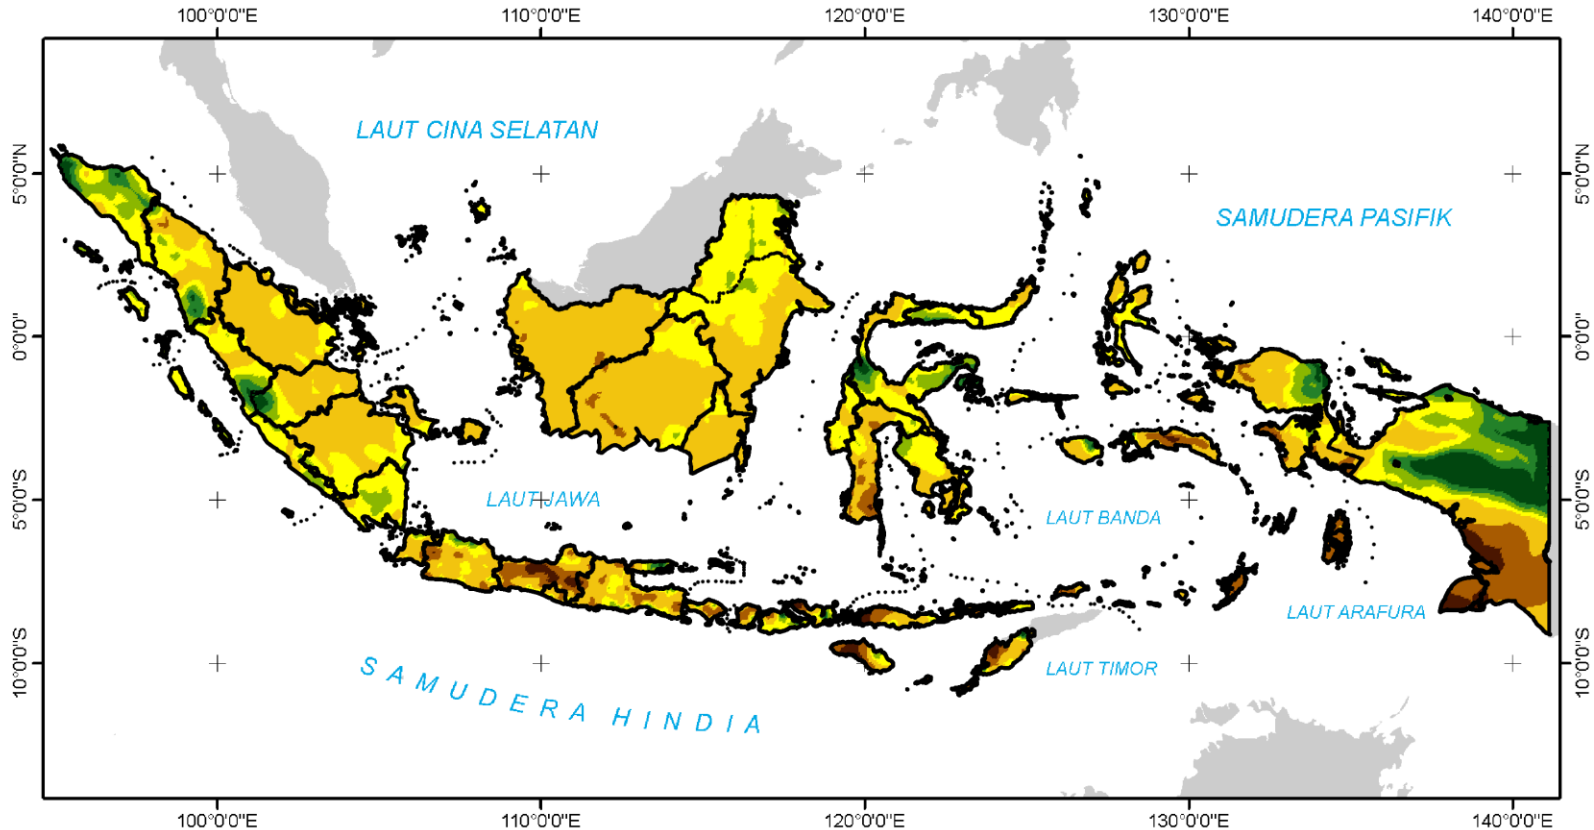 100°0'0"E 110°0'0"E 120°0'0"E 130°0'0"E 140°0'0"E
LAUT CINA SELATAN
5°0'0"N 5°0'0"N
SAMUDERA PASIFIK
0°0'0" 0°0'0"
5°0'0"S LAUT JAWA 5°0'0"S
LAUT BANDA
LAUT ARAFURA
10°0'0"S LAUT TIMOR 10°0'0"S
SAMUDERA HINDIA
100°0'0"E 110°0'0"E 120°0'0"E 130°0'0"E 140°0'0"E